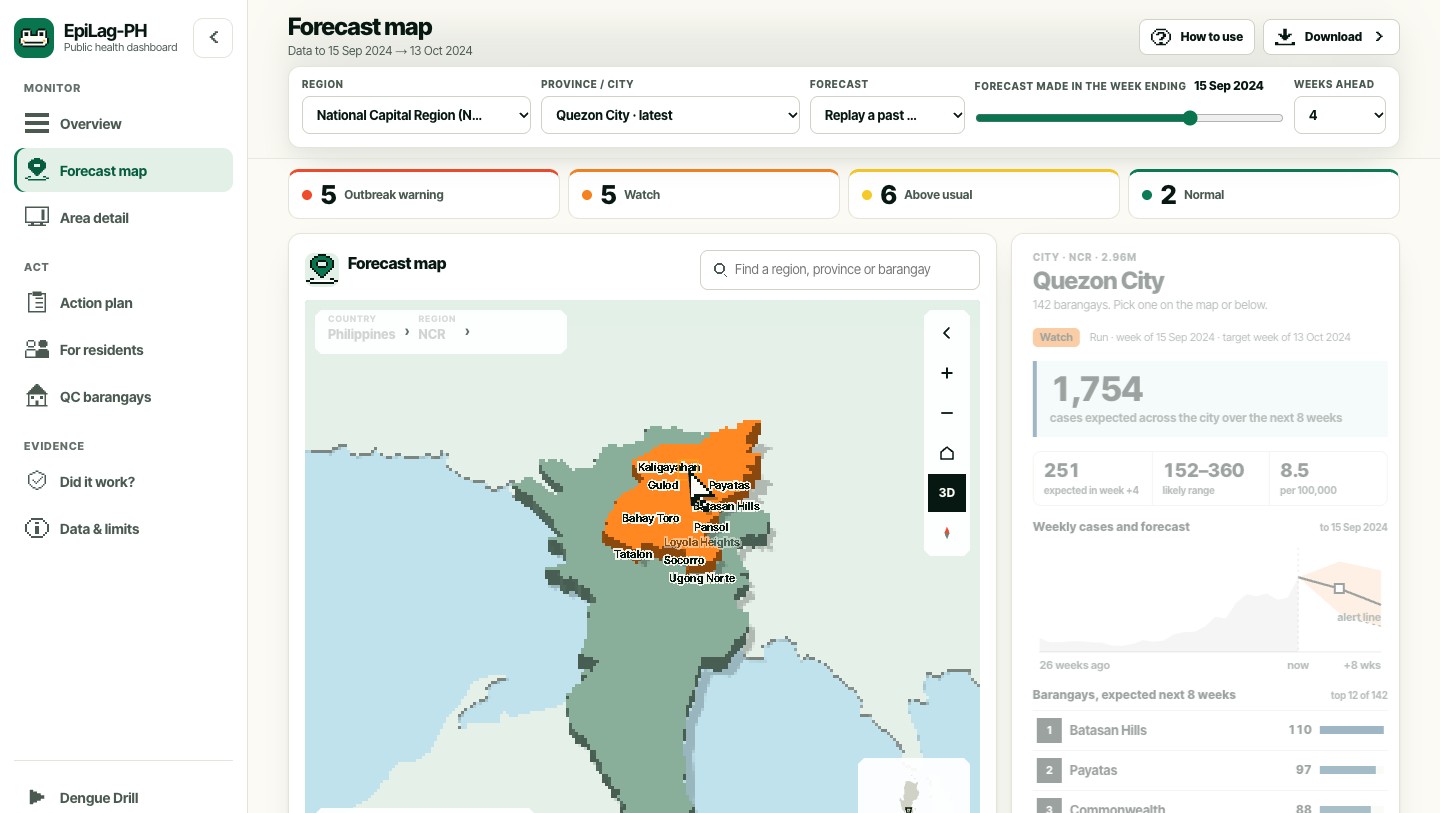 EpiLag-PH
Public health dashboard
MONITOR
Overview
Forecast map
Area detail
ACT
Action plan
For residents
QC barangays
EVIDENCE
Did it work?
Data & limits
Dengue Drill
Forecast map
Data to 15 Sep 2024 → 13 Oct 2024
How to use
Download
REGION
National Capital Region (N...
PROVINCE / CITY
Quezon City · latest
FORECAST
Replay a past ...
FORECAST MADE IN THE WEEK ENDING 15 Sep 2024
WEEKS AHEAD
4
5 Outbreak warning
5 Watch
6 Above usual
2 Normal
Forecast map
Find a region, province or barangay
COUNTRY
Philippines
REGION
NCR
3D
Kaligayahan
Gulod
Payatas
Batasan Hills
Bahay Toro
Pansol
Loyola Heights
Tatalon
Socorro
Ugong Norte
CITY · NCR · 2.96M
Quezon City
142 barangays. Pick one on the map or below.
Watch
Run · week of 15 Sep 2024 · target week of 13 Oct 2024
1,754
cases expected across the city over the next 8 weeks
251
expected in week +4
152–360
likely range
8.5
per 100,000
Weekly cases and forecast
to 15 Sep 2024
alert line
26 weeks ago
now
+8 wks
Barangays, expected next 8 weeks
top 12 of 142
1 Batasan Hills 110
2 Payatas 97
3 Commonwealth 88